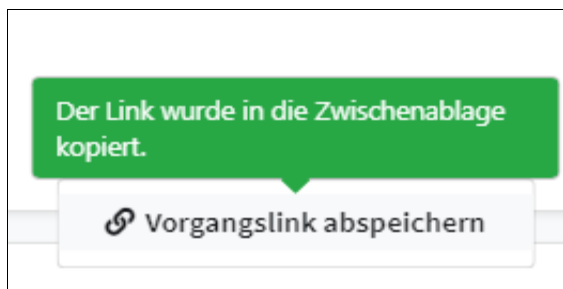 Der Link wurde in die Zwischenablage
kopiert.
Vorgangslink abspeichern